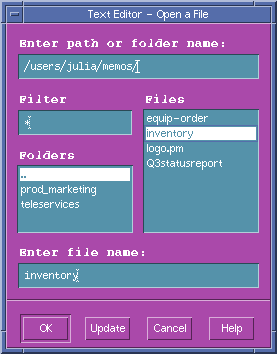 Text Editor - Open a File
Enter path or folder name:
/users/julia/memos/
Filter
*
Files
equip-order
inventory
logo.pm
Q3statusreport
Folders
..
prod_marketing
teleservices
Enter file name:
inventory
OK
Update
Cancel
Help